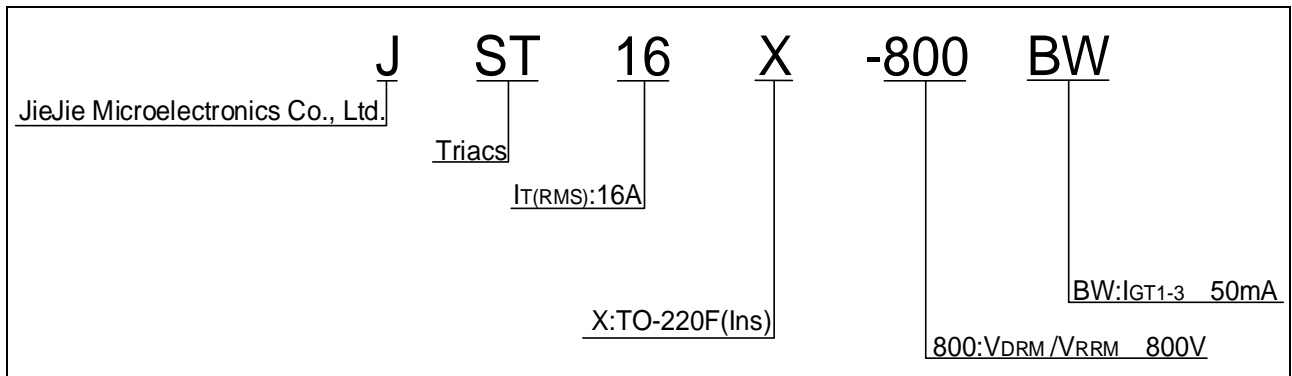 J ST 16 X -800 BW
JieJie Microelectronics Co., Ltd.
Triacs
IT(RMS):16A
BW:IGT1-3 50mA
X:TO-220F(Ins)
800:VDRM/VRRM 800V